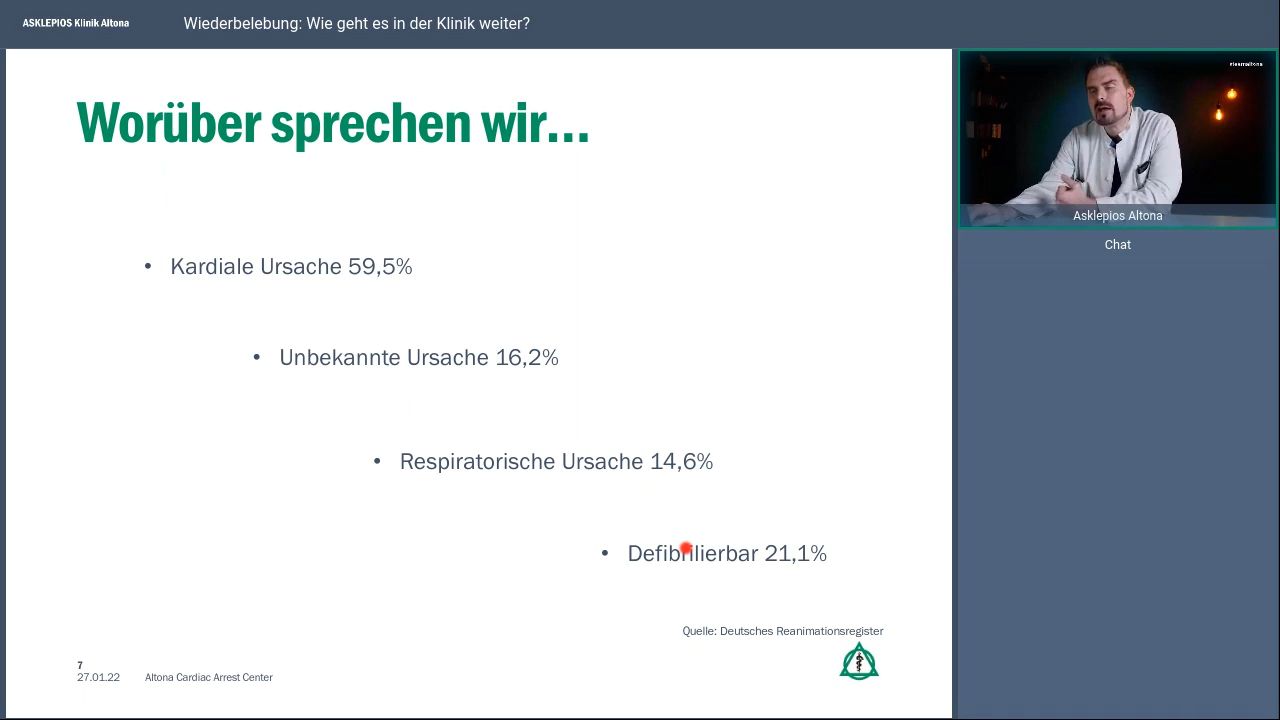 ASKLEPIOS Klinik Altona
Wiederbelebung: Wie geht es in der Klinik weiter?
Worüber sprechen wir...
• Kardiale Ursache 59,5%
• Unbekannte Ursache 16,2%
• Respiratorische Ursache 14,6%
• Defibrillierbar 21,1%
Quelle: Deutsches Reanimationsregister
7
27.01.22 Altona Cardiac Arrest Center
#teamaltona
Asklepios Altona
Chat